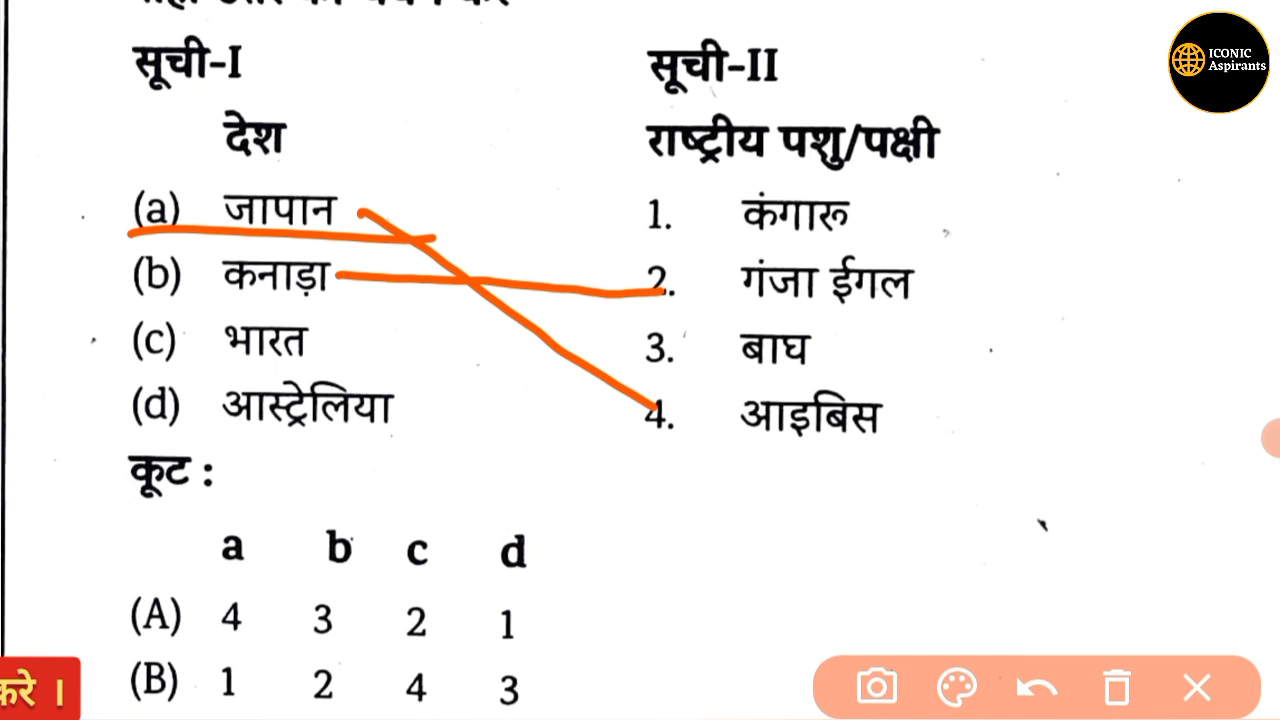 सूची-I सूची-II
देश राष्ट्रीय पशु/पक्षी
(a) जापान 1. कंगारू
(b) कनाड़ा 2. गंजा ईगल
(c) भारत 3. बाघ
(d) आस्ट्रेलिया 4. आइबिस
कूट :
a b c d
(A) 4 3 2 1
(B) 1 2 4 3
करे ।
ICONIC
Aspirants